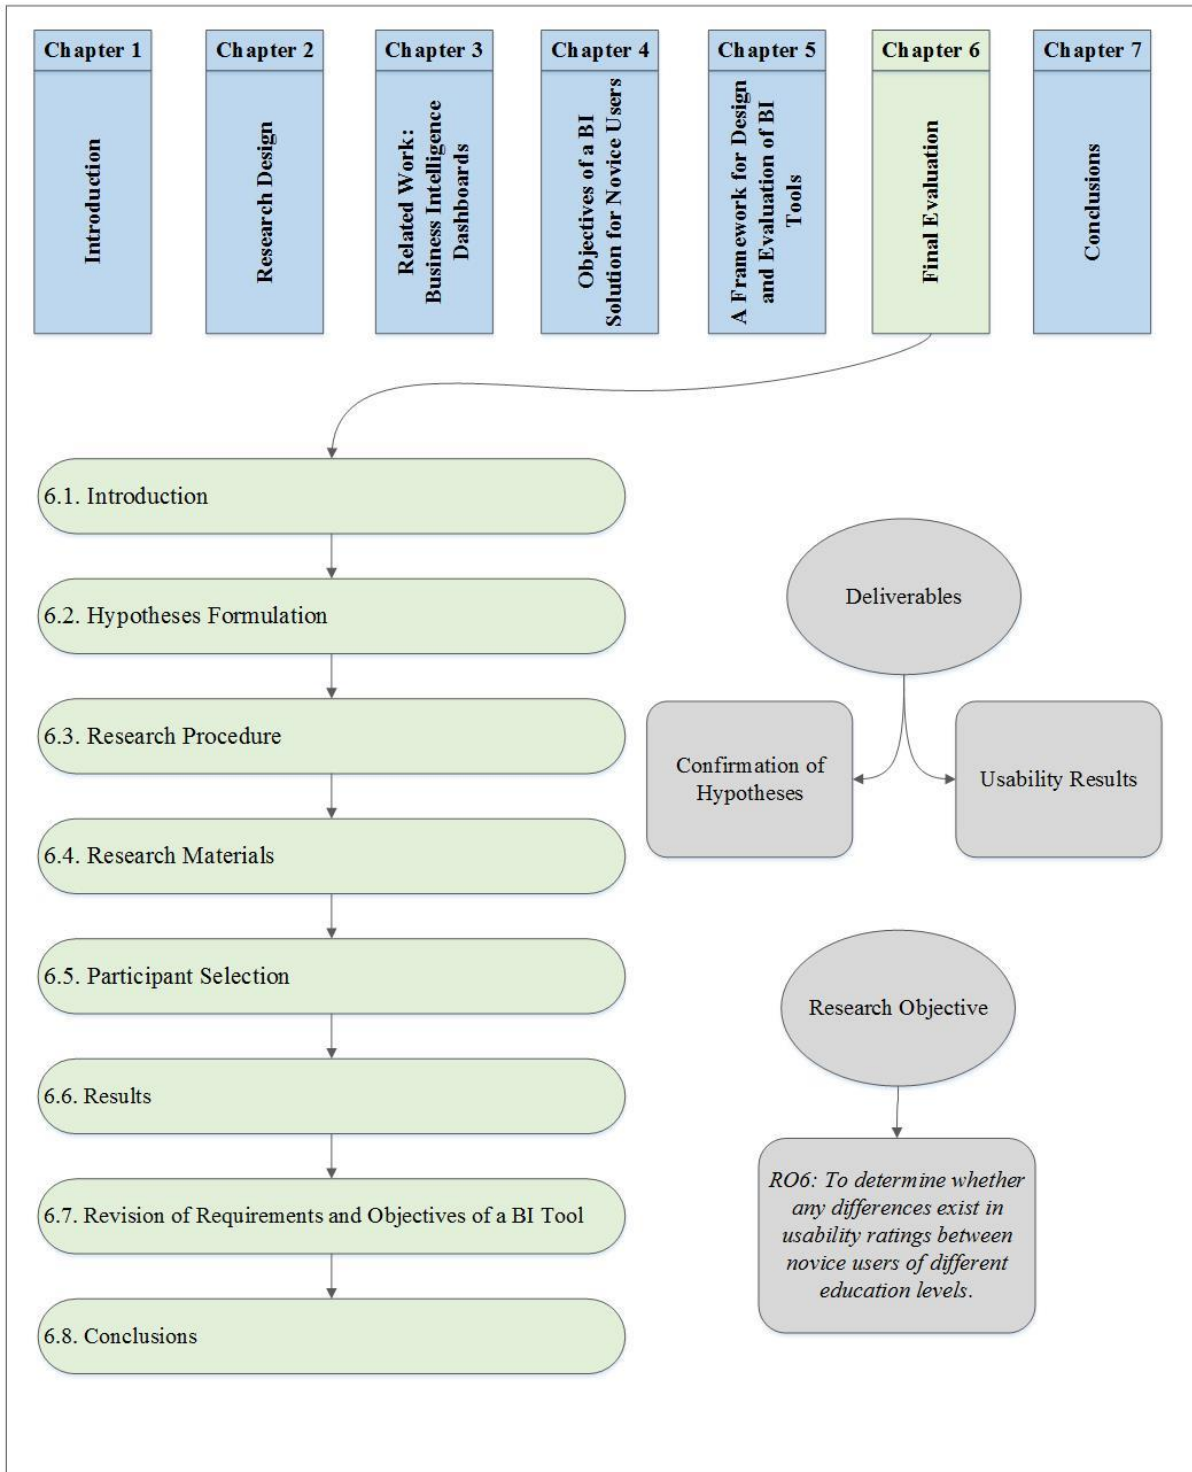 Chapter 1
Introduction
Chapter 2
Research Design
Chapter 3
Related Work:
Business Intelligence
Dashboards
Chapter 4
Objectives of a BI
Solution for Novice Users
Chapter 5
A Framework for Design
and Evaluation of BI
Tools
Chapter 6
Final Evaluation
Chapter 7
Conclusions
6.1. Introduction
6.2. Hypotheses Formulation
6.3. Research Procedure
6.4. Research Materials
6.5. Participant Selection
6.6. Results
6.7. Revision of Requirements and Objectives of a BI Tool
6.8. Conclusions
Deliverables
Confirmation of
Hypotheses
Usability Results
Research Objective
RO6: To determine whether
any differences exist in
usability ratings between
novice users of different
education levels.